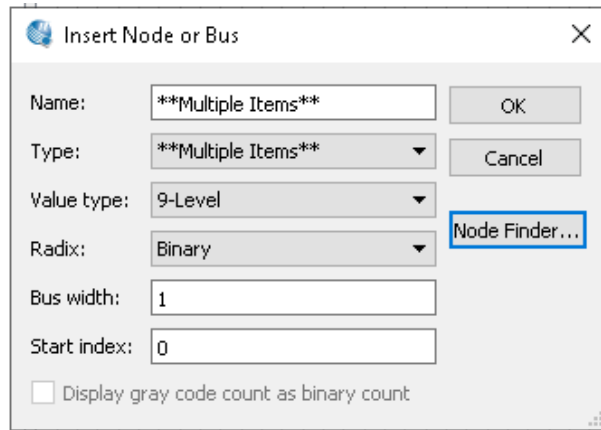 Insert Node or Bus
Name: **Multiple Items** OK
Type: **Multiple Items** Cancel
Value type: 9-Level
Node Finder...
Radix: Binary
Bus width: 1
Start index: 0
Display gray code count as binary count